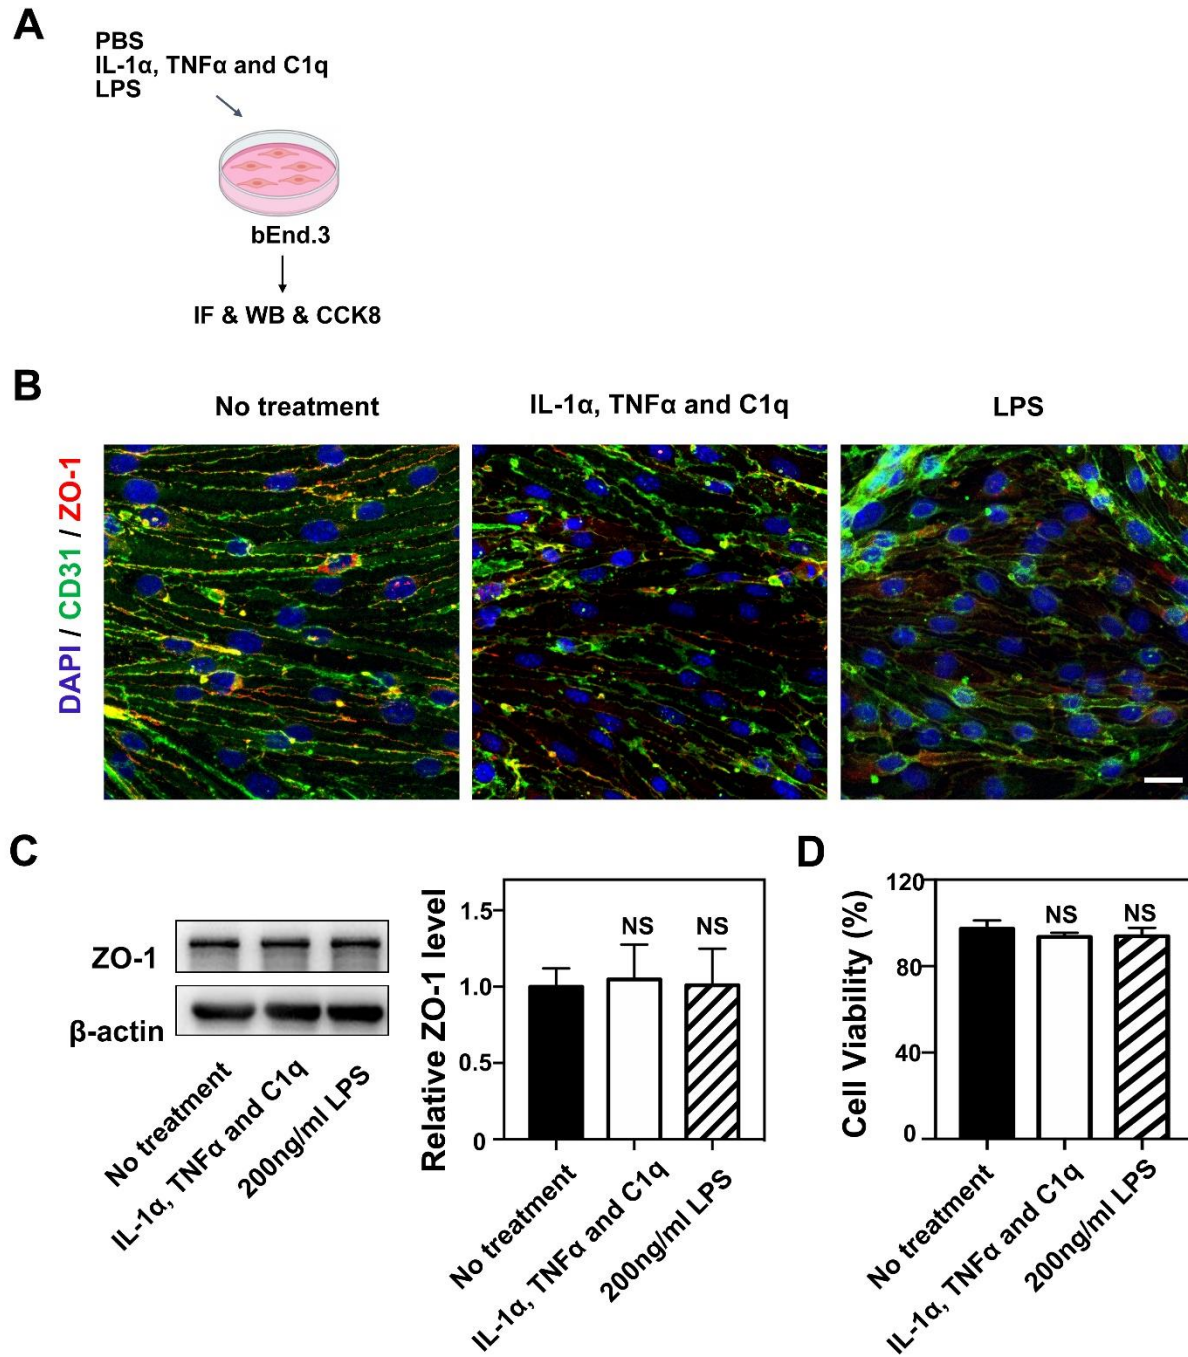 A
PBS
IL-1α, TNFα and C1q
LPS
bEnd.3
IF & WB & CCK8
B
No treatment
IL-1α, TNFα and C1q
LPS
DAPI / CD31 / ZO-1
C
ZO-1
β-actin
No treatment
IL-1α, TNFα and C1q
200ng/ml LPS
Relative ZO-1 level
1.5
1.0
0.5
0
NS
NS
No treatment
IL-1α, TNFα and C1q
200ng/ml LPS
D
Cell Viability (%)
120
80
40
0
NS
NS
No treatment
IL-1α, TNFα and C1q
200ng/ml LPS